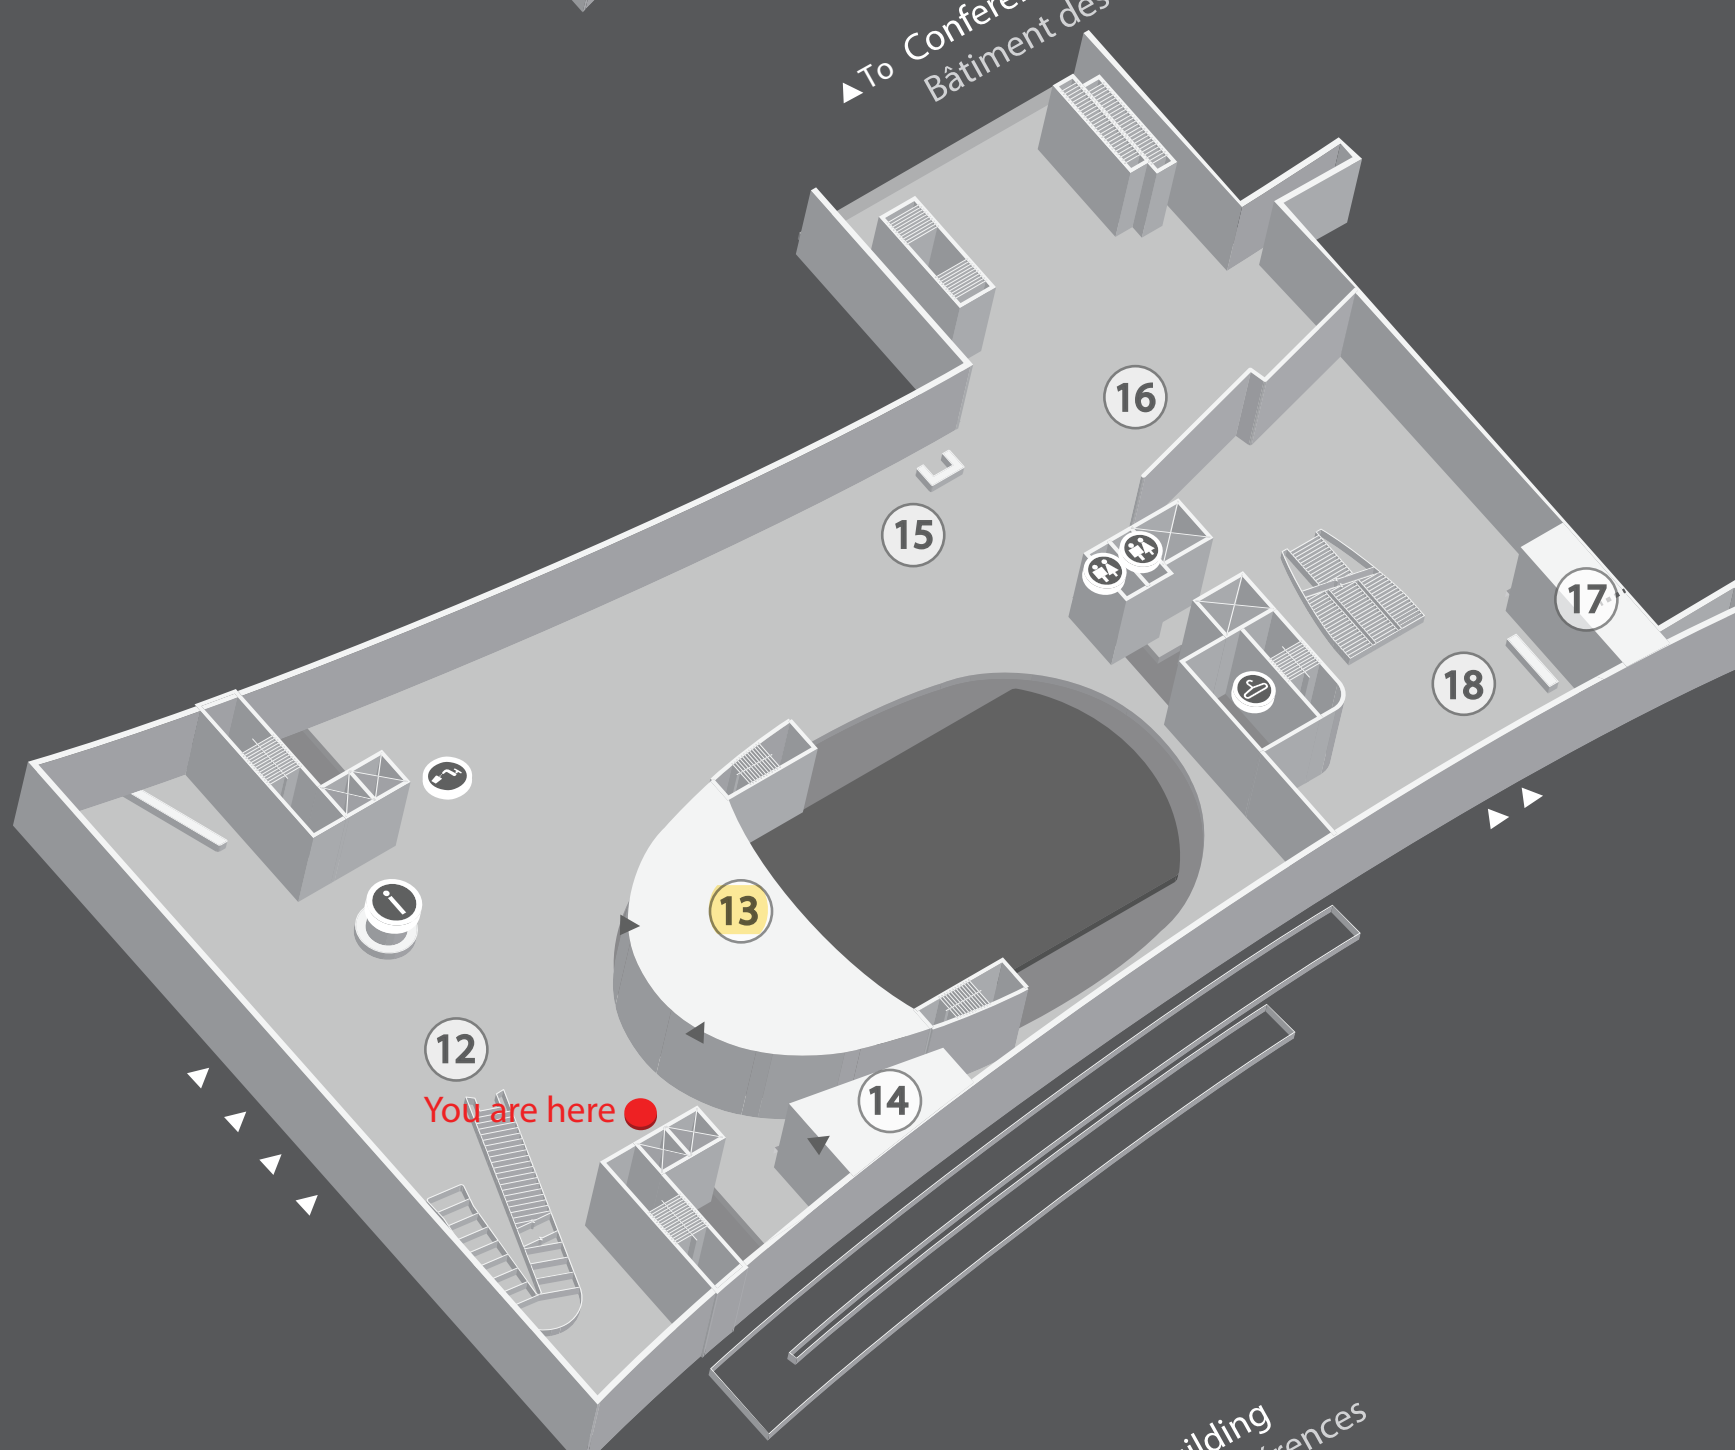 To Confere
Bâtiment des
16
15
17
18
13
12
You are here
14
ilding
rences